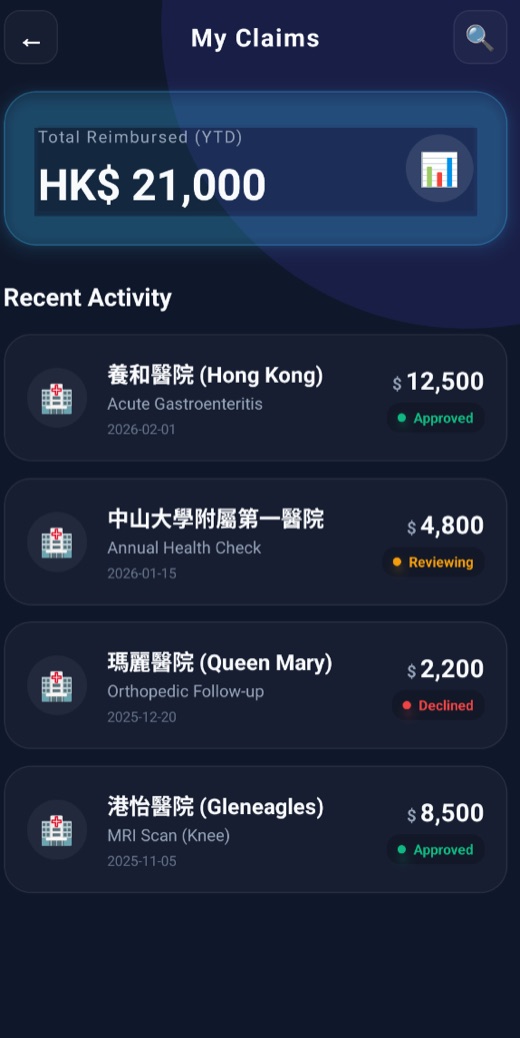 My Claims
Total Reimbursed (YTD)
HK$ 21,000
Recent Activity
養和醫院 (Hong Kong)
$ 12,500
Acute Gastroenteritis
Approved
2026-02-01
中山大學附屬第一醫院
$ 4,800
Annual Health Check
Reviewing
2026-01-15
瑪麗醫院 (Queen Mary)
$ 2,200
Orthopedic Follow-up
Declined
2025-12-20
港怡醫院 (Gleneagles)
$ 8,500
MRI Scan (Knee)
Approved
2025-11-05